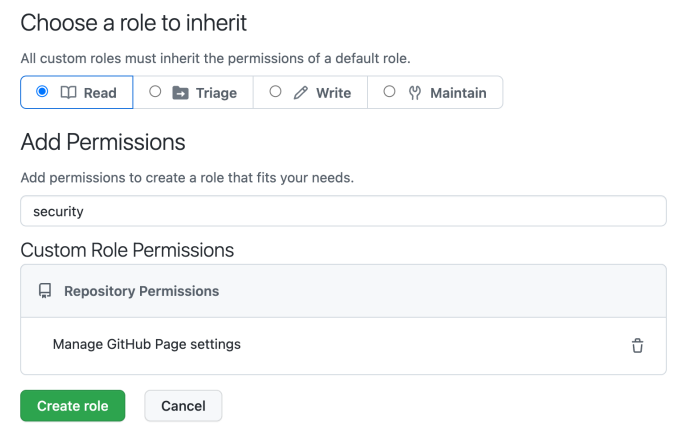 Choose a role to inherit
All custom roles must inherit the permissions of a default role.
Read Triage Write Maintain
Add Permissions
Add permissions to create a role that fits your needs.
security
Custom Role Permissions
Repository Permissions
Manage GitHub Page settings
Create role Cancel